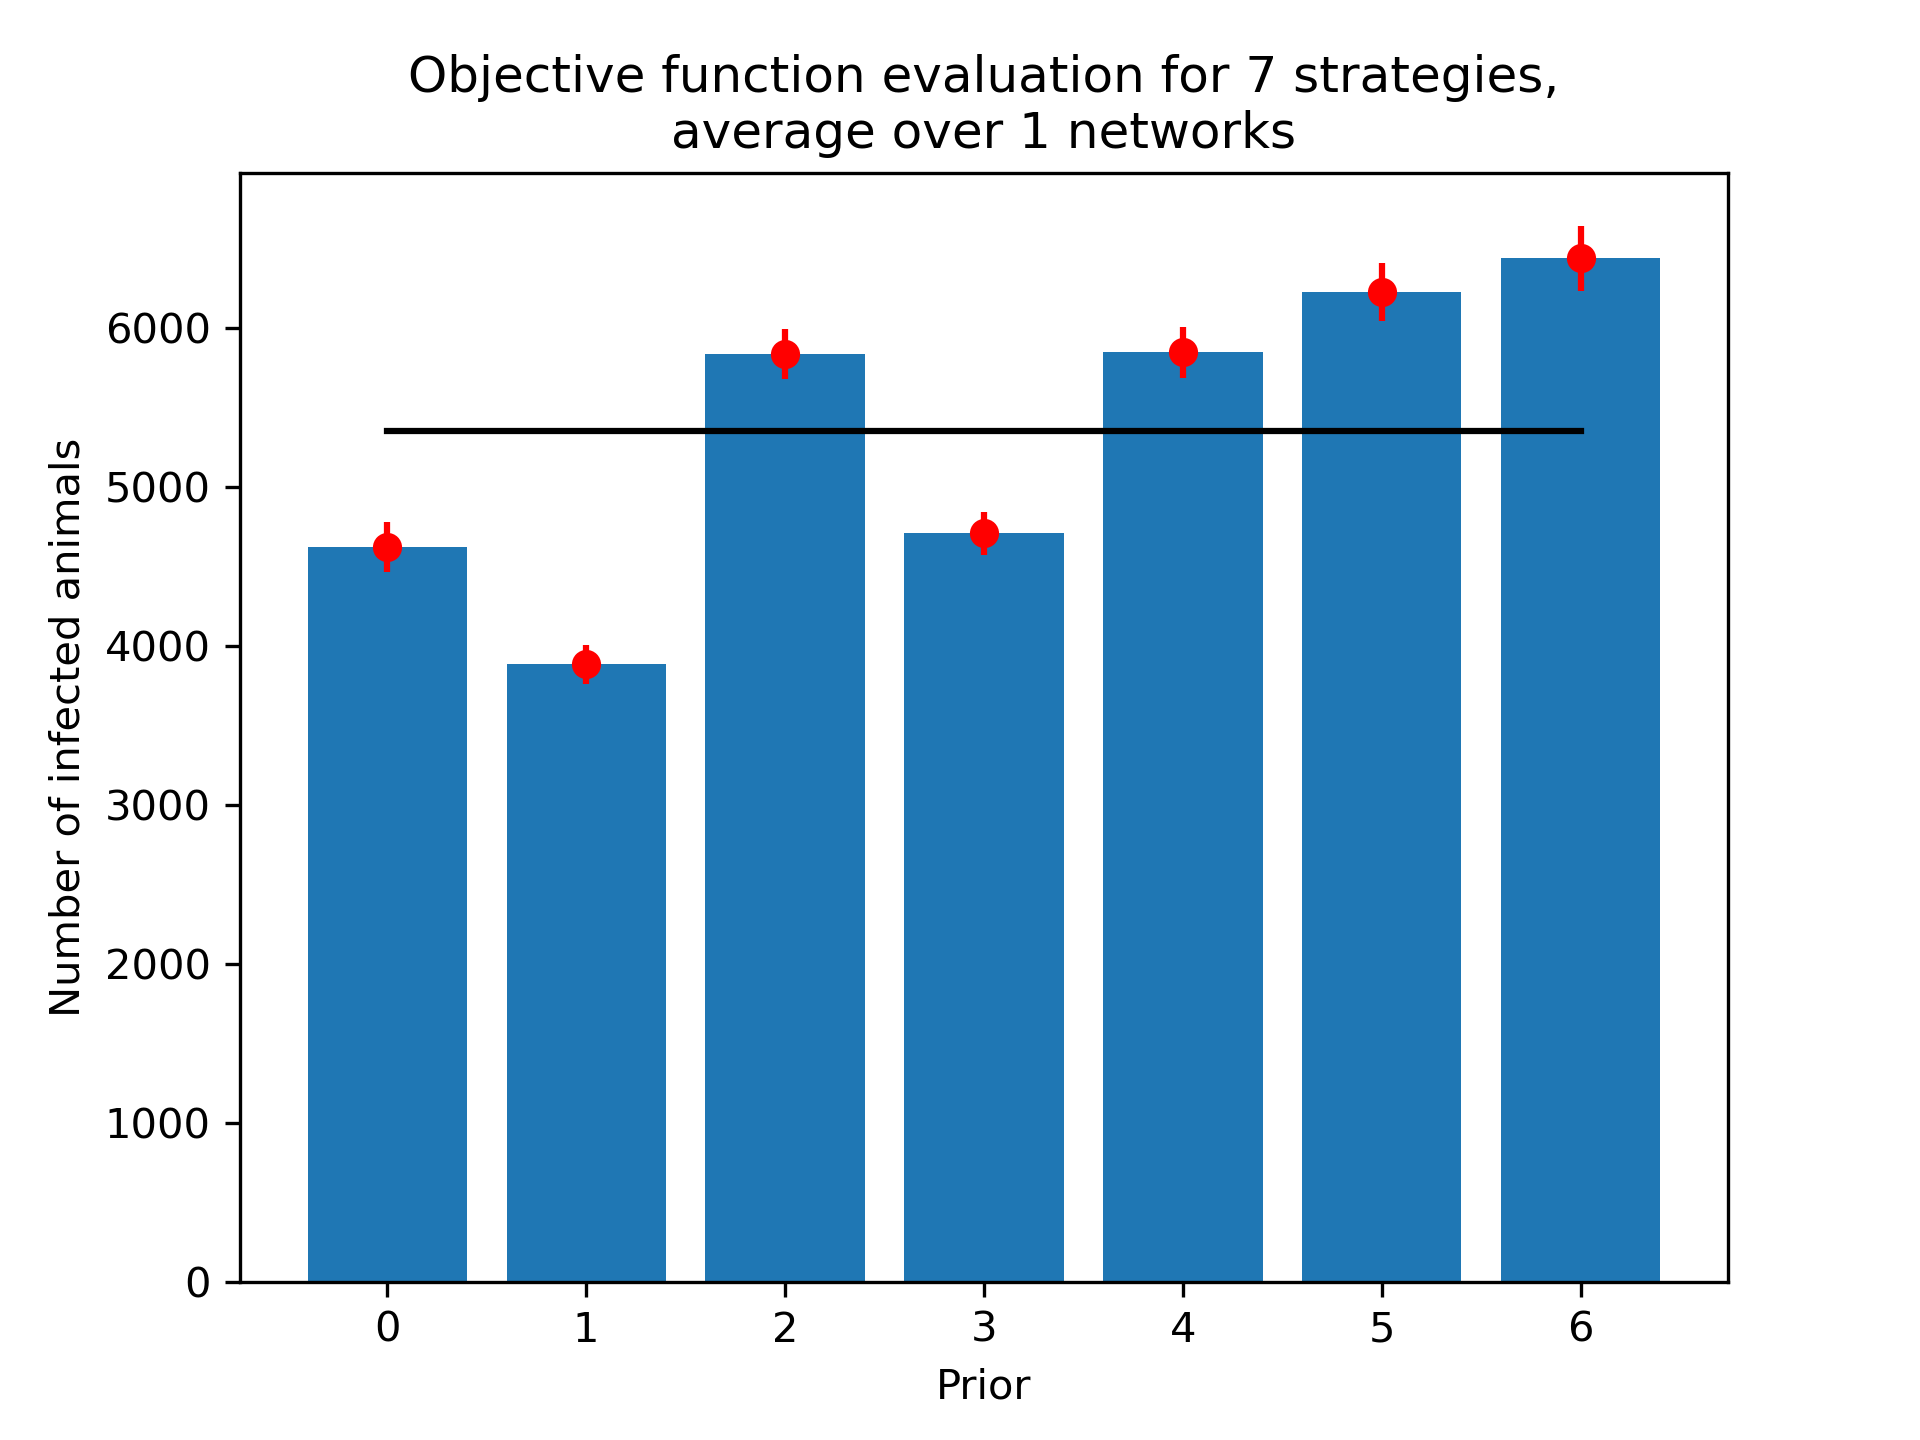 Objective function evaluation for 7 strategies,
average over 1 networks
Number of infected animals
6000
5000
4000
3000
2000
1000
0
0 1 2 3 4 5 6
Prior